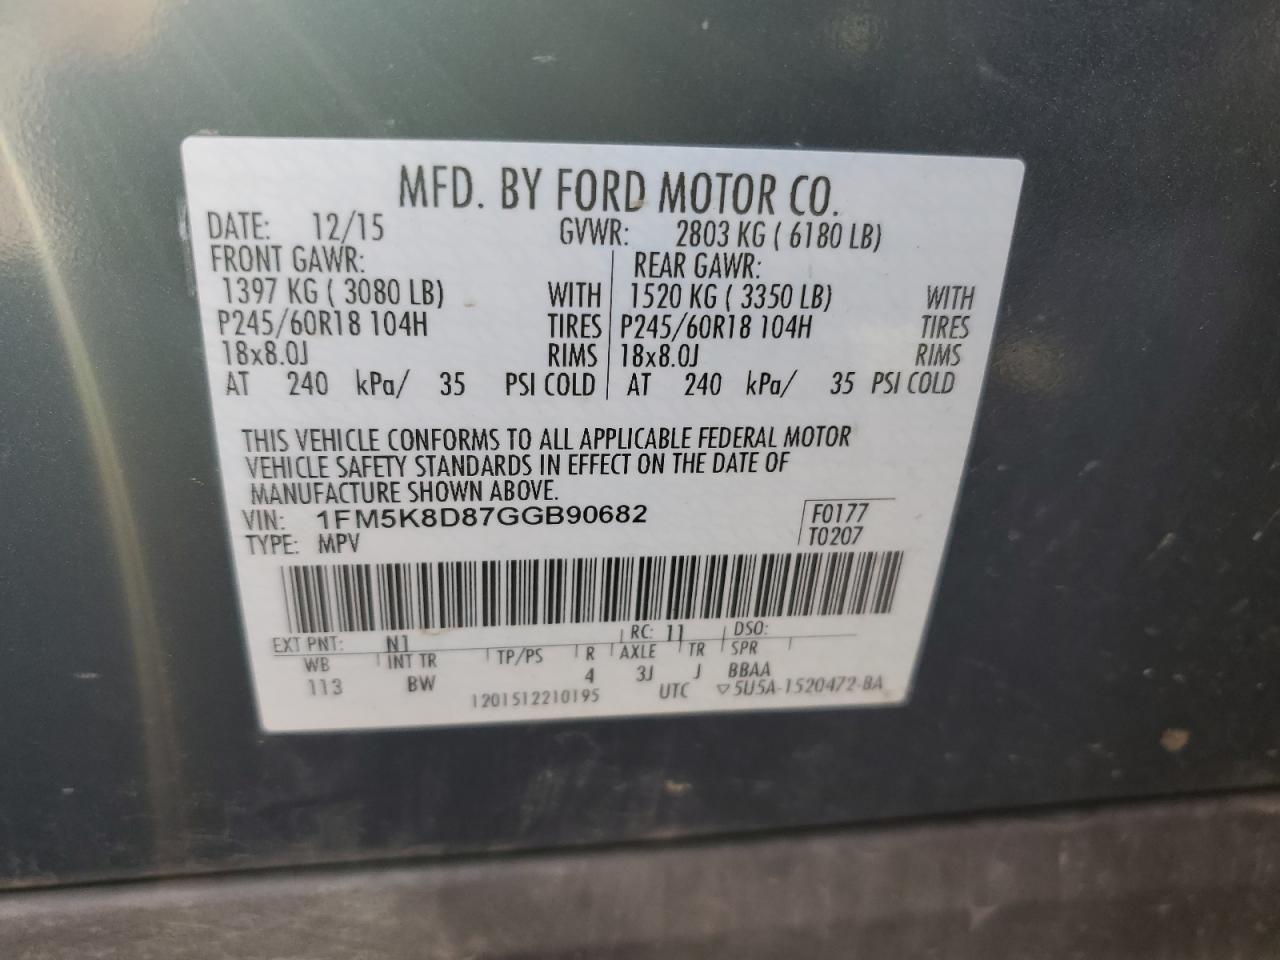 MFD. BY FORD MOTOR CO.
DATE: 12/15 GVWR: 2803 KG ( 6180 LB)
FRONT GAWR: REAR GAWR:
1397 KG ( 3080 LB) WITH 1520 KG ( 3350 LB) WITH
P245/60R18 104H TIRES P245/60R18 104H TIRES
18x8.0J RIMS 18x8.0J RIMS
AT 240 kPa/ 35 PSI COLD AT 240 kPa/ 35 PSI COLD
THIS VEHICLE CONFORMS TO ALL APPLICABLE FEDERAL MOTOR
VEHICLE SAFETY STANDARDS IN EFFECT ON THE DATE OF
MANUFACTURE SHOWN ABOVE.
VIN: 1FM5K8D87GGB90682 F0177
TYPE: MPV T0207
EXT PNT: N1 RC: 11 DSO:
WB INT TR TP/PS R AXLE TR SPR
113 BW 4 3J J BBAA
1201512210195 UTC ▽5U5A-1520472-BA